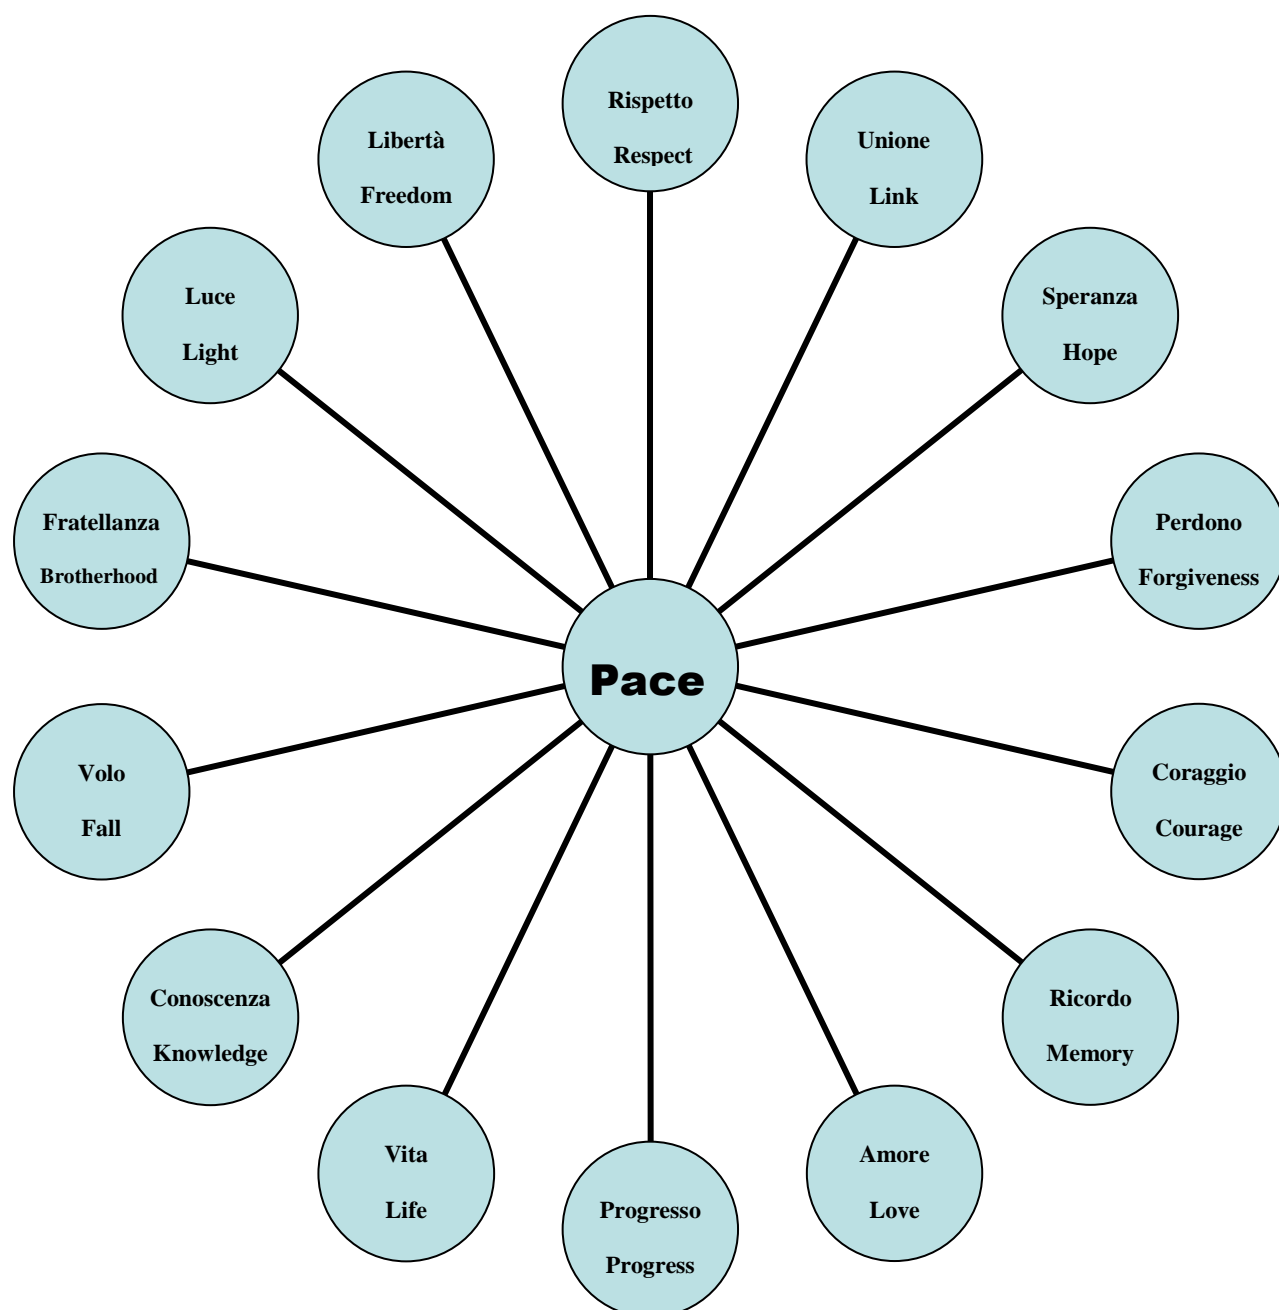 Rispetto
Respect
Unione
Link
Speranza
Hope
Perdono
Forgiveness
Coraggio
Courage
Ricordo
Memory
Amore
Love
Progresso
Progress
Vita
Life
Conoscenza
Knowledge
Volo
Fall
Fratellanza
Brotherhood
Luce
Light
Libertà
Freedom
Pace